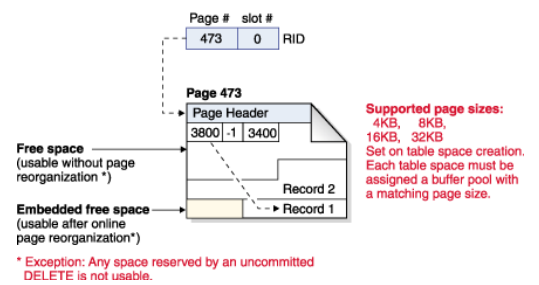 Page # slot #
473 0 RID
Page 473
Page Header
3800 -1 3400
Supported page sizes:
4KB, 8KB,
16KB, 32KB
Set on table space creation.
Each table space must be
assigned a buffer pool with
a matching page size.
Free space
(usable without page
reorganization *)
Record 2
Embedded free space
(usable after online
page reorganization*)
Record 1
* Exception: Any space reserved by an uncommitted
DELETE is not usable.